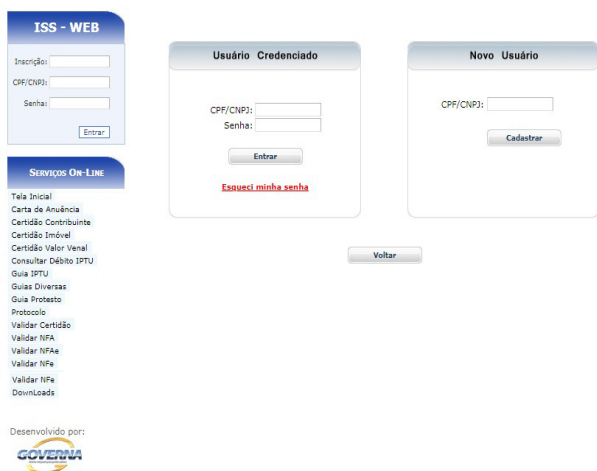 ISS - WEB
Inscrição:
CPF/CNPJ:
Senha:
Entrar
SERVIÇOS ON-LINE
Tela Inicial
Carta de Anuência
Certidão Contribuinte
Certidão Imóvel
Certidão Valor Venal
Consultar Débito IPTU
Guia IPTU
Guias Diversas
Guia Protesto
Protocolo
Validar Certidão
Validar NFA
Validar NFAe
Validar NFe
Validar NFe
DownLoads
Desenvolvido por:
GOVERNA
Usuário Credenciado
CPF/CNPJ:
Senha:
Entrar
Esqueci minha senha
Novo Usuário
CPF/CNPJ:
Cadastrar
Voltar